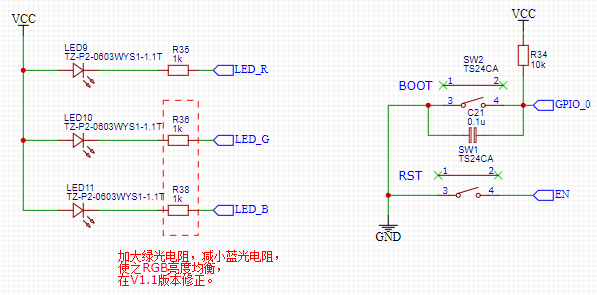 VCC
LED9
TZ-P2-0603WYS1-1.1T
R35
1k
LED_R
LED10
TZ-P2-0603WYS1-1.1T
R36
1k
LED_G
LED11
TZ-P2-0603WYS1-1.1T
R38
1k
LED_B
加大绿光电阻，减小蓝光电阻，
使之RGB亮度均衡，
在V1.1版本修正。
VCC
R34
10k
SW2
TS24CA
BOOT
1
2
3
4
GPIO_0
C21
0.1u
SW1
TS24CA
RST
1
2
3
4
EN
GND